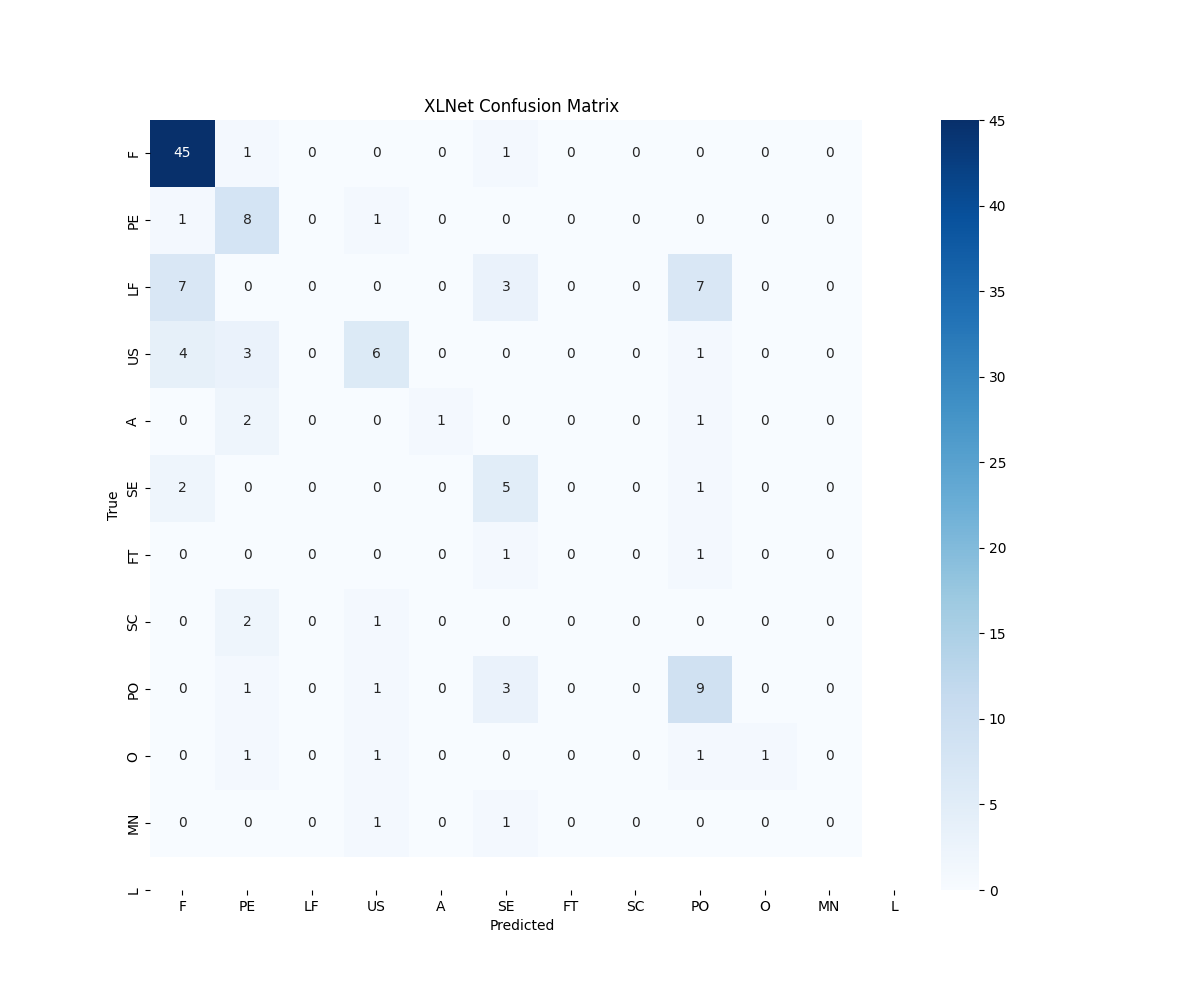 XLNet Confusion Matrix
F 45 1 0 0 0 1 0 0 0 0 0
PE 1 8 0 1 0 0 0 0 0 0 0
LF 7 0 0 0 0 3 0 0 7 0 0
US 4 3 0 6 0 0 0 0 1 0 0
A 0 2 0 0 1 0 0 0 1 0 0
SE 2 0 0 0 0 5 0 0 1 0 0
FT 0 0 0 0 0 1 0 0 1 0 0
SC 0 2 0 1 0 0 0 0 0 0 0
PO 0 1 0 1 0 3 0 0 9 0 0
O 0 1 0 1 0 0 0 0 1 1 0
MN 0 0 0 1 0 1 0 0 0 0 0
L
True
F PE LF US A SE FT SC PO O MN L
Predicted
45
40
35
30
25
20
15
10
5
0